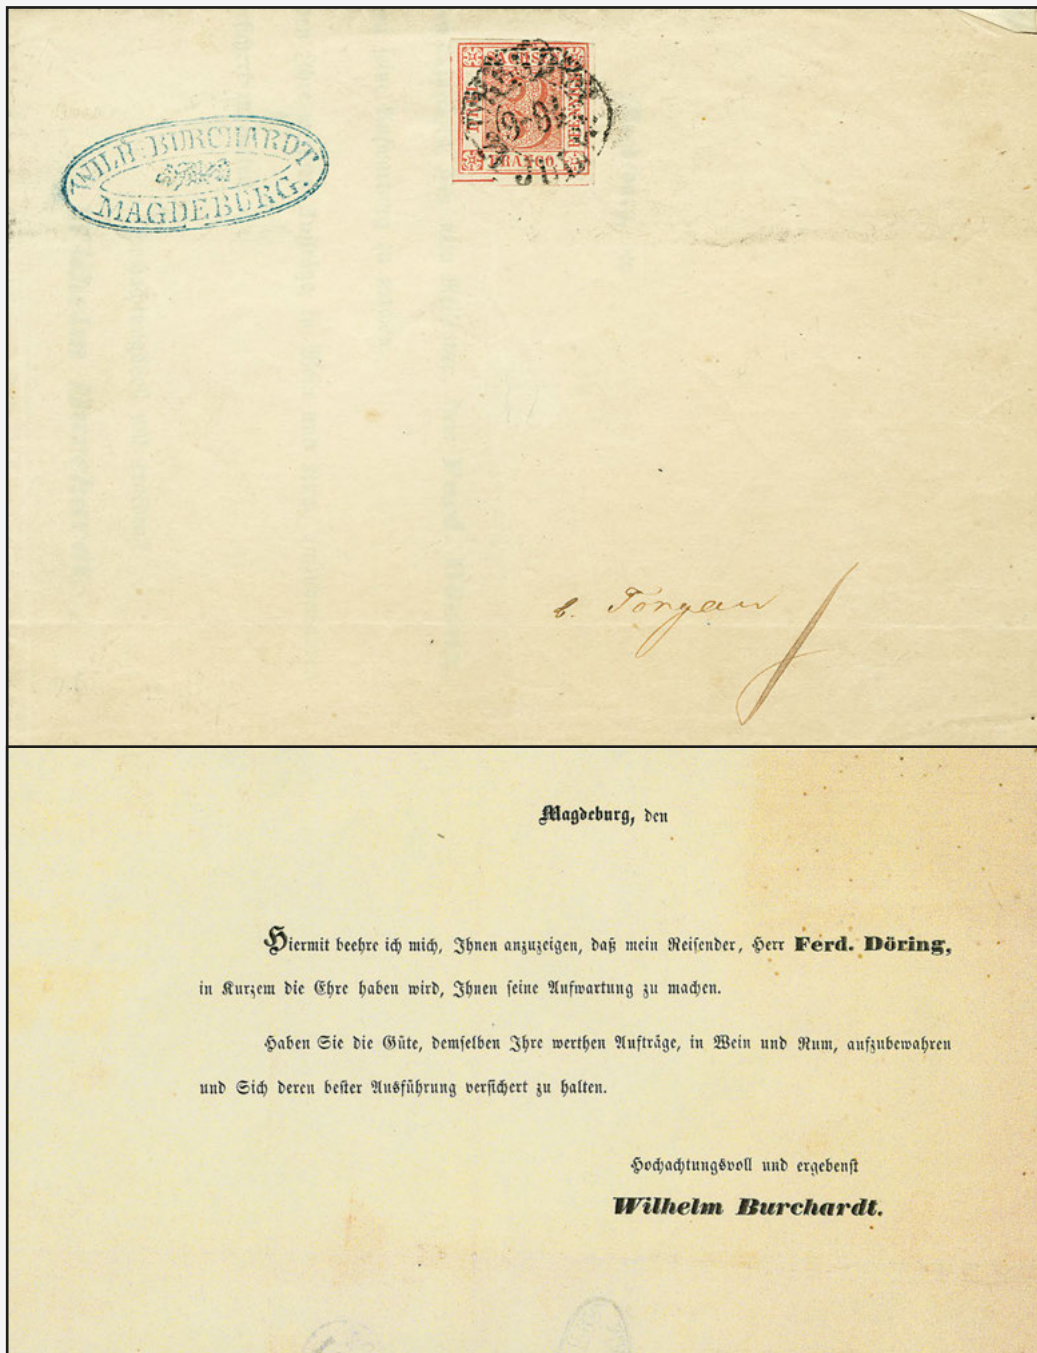 SACHSEN
FRANCO
WILH. BURCHARDT
MAGDEBURG.
b. Torgau
Magdeburg, den
Hiermit beehre ich mich, Ihnen anzuzeigen, daß mein Reisender, Herr Ferd. Döring,
in Kurzem die Ehre haben wird, Ihnen seine Aufwartung zu machen.
Haben Sie die Güte, demselben Ihre werthen Aufträge, in Wein und Rum, aufzubewahren
und Sich deren bester Ausführung versichert zu halten.
Hochachtungsvoll und ergebenst
Wilhelm Burchardt.